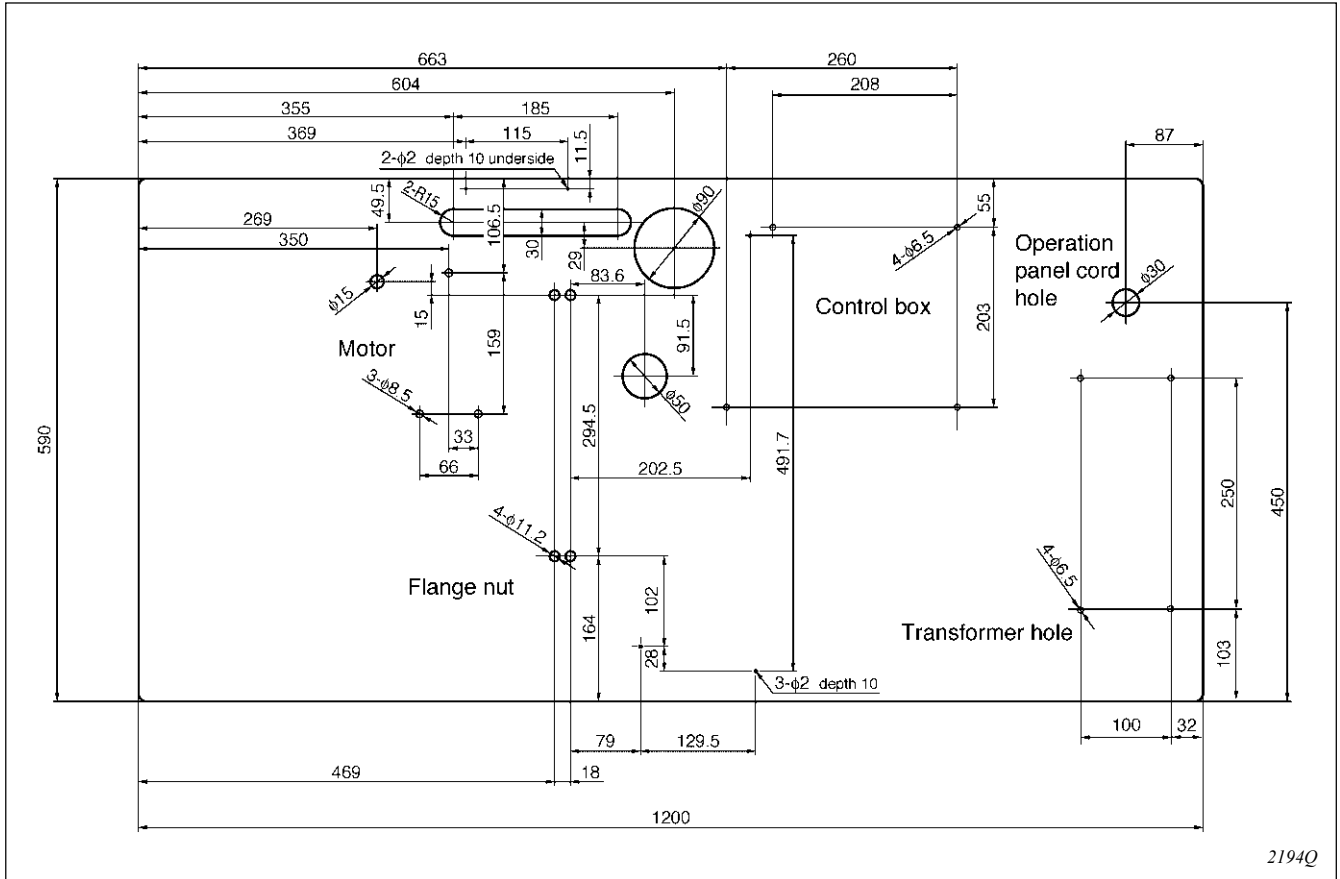 663
260
604
208
355
185
369
115
11.5
87
2-ϕ2 depth 10 underside
49.5
2-R15
106.5
ϕ90
55
269
30
4-ϕ6.5
Operation
panel cord
hole
350
29
83.6
ϕ30
ϕ15
15
Control box
203
Motor
159
91.5
3-ϕ8.5
ϕ50
590
33
294.5
491.7
66
202.5
250
450
4-ϕ11.2
4-ϕ6.5
Flange nut
102
164
Transformer hole
103
28
3-ϕ2 depth 10
79
129.5
100
32
469
18
1200
2194Q